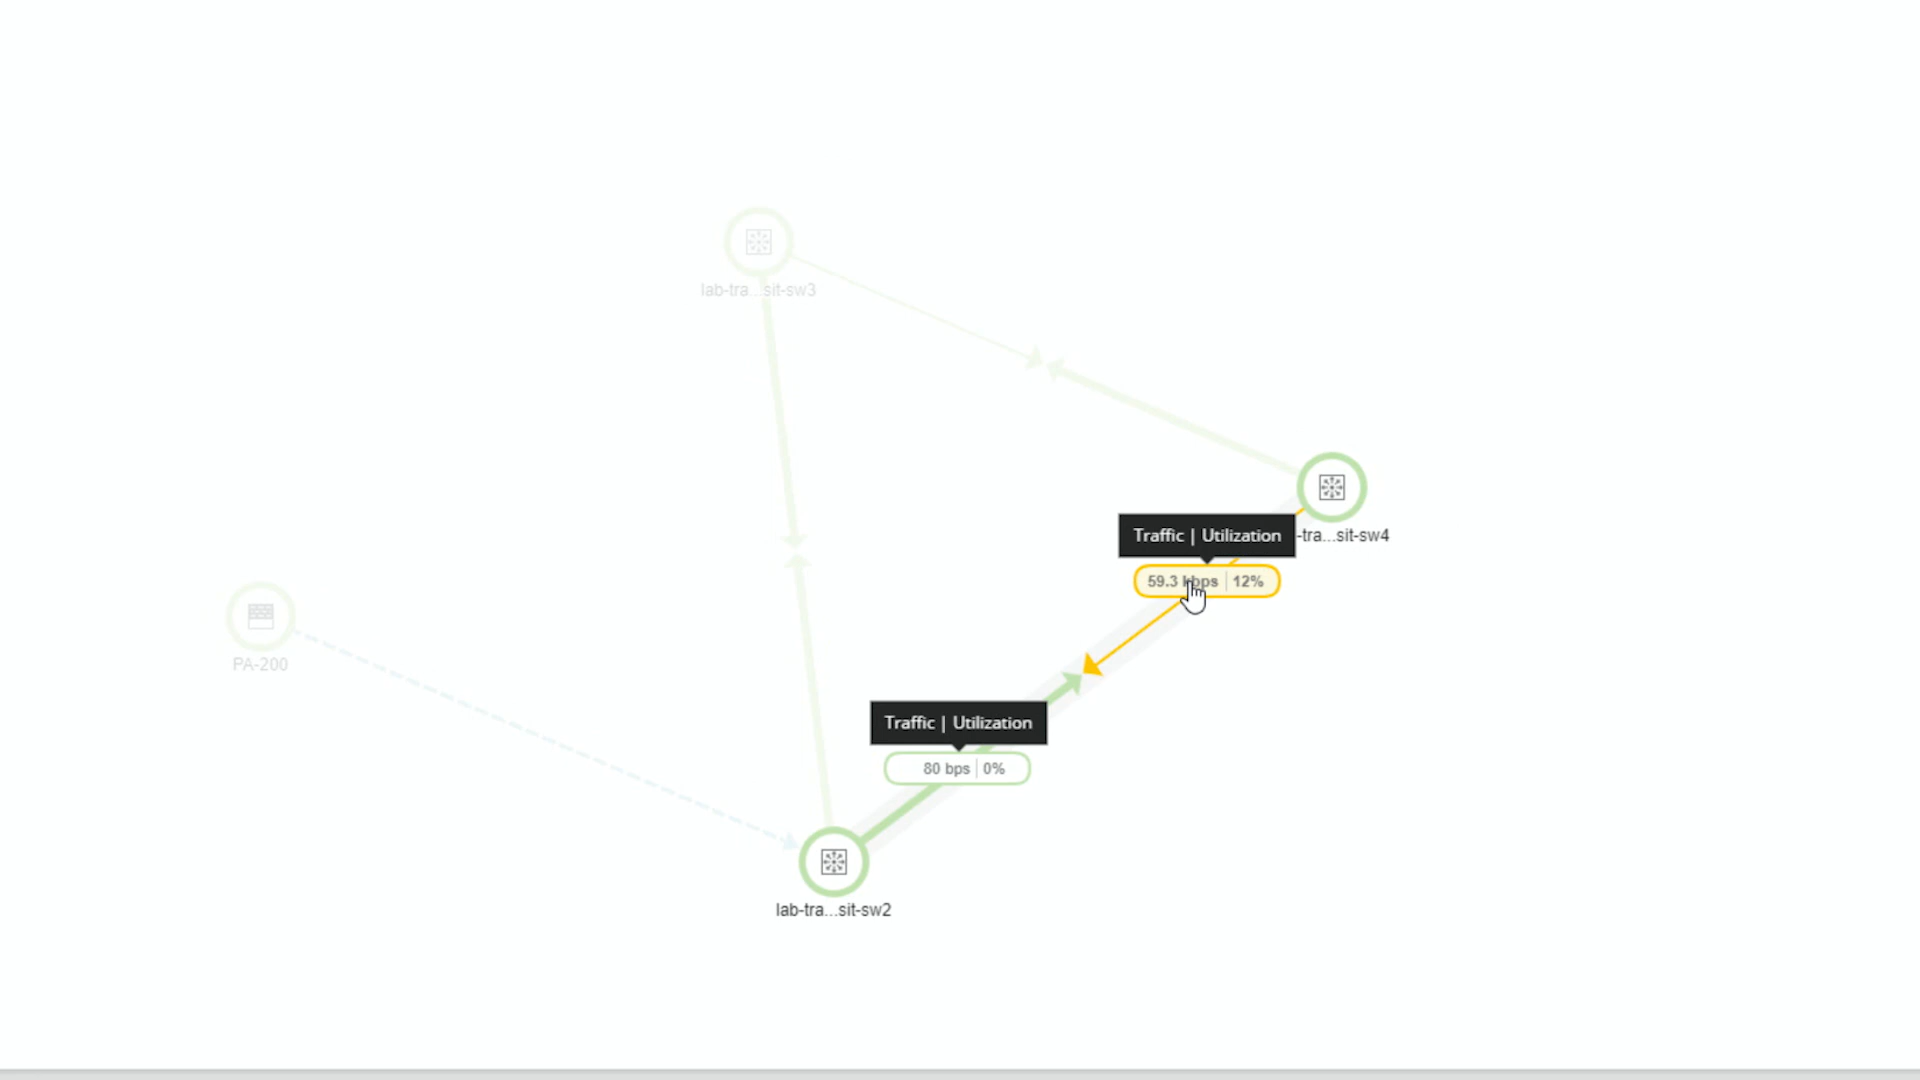 lab-tra...sit-sw3
Traffic | Utilization
-tra...sit-sw4
59.3 kbps | 12%
PA-200
Traffic | Utilization
80 bps | 0%
lab-tra...sit-sw2